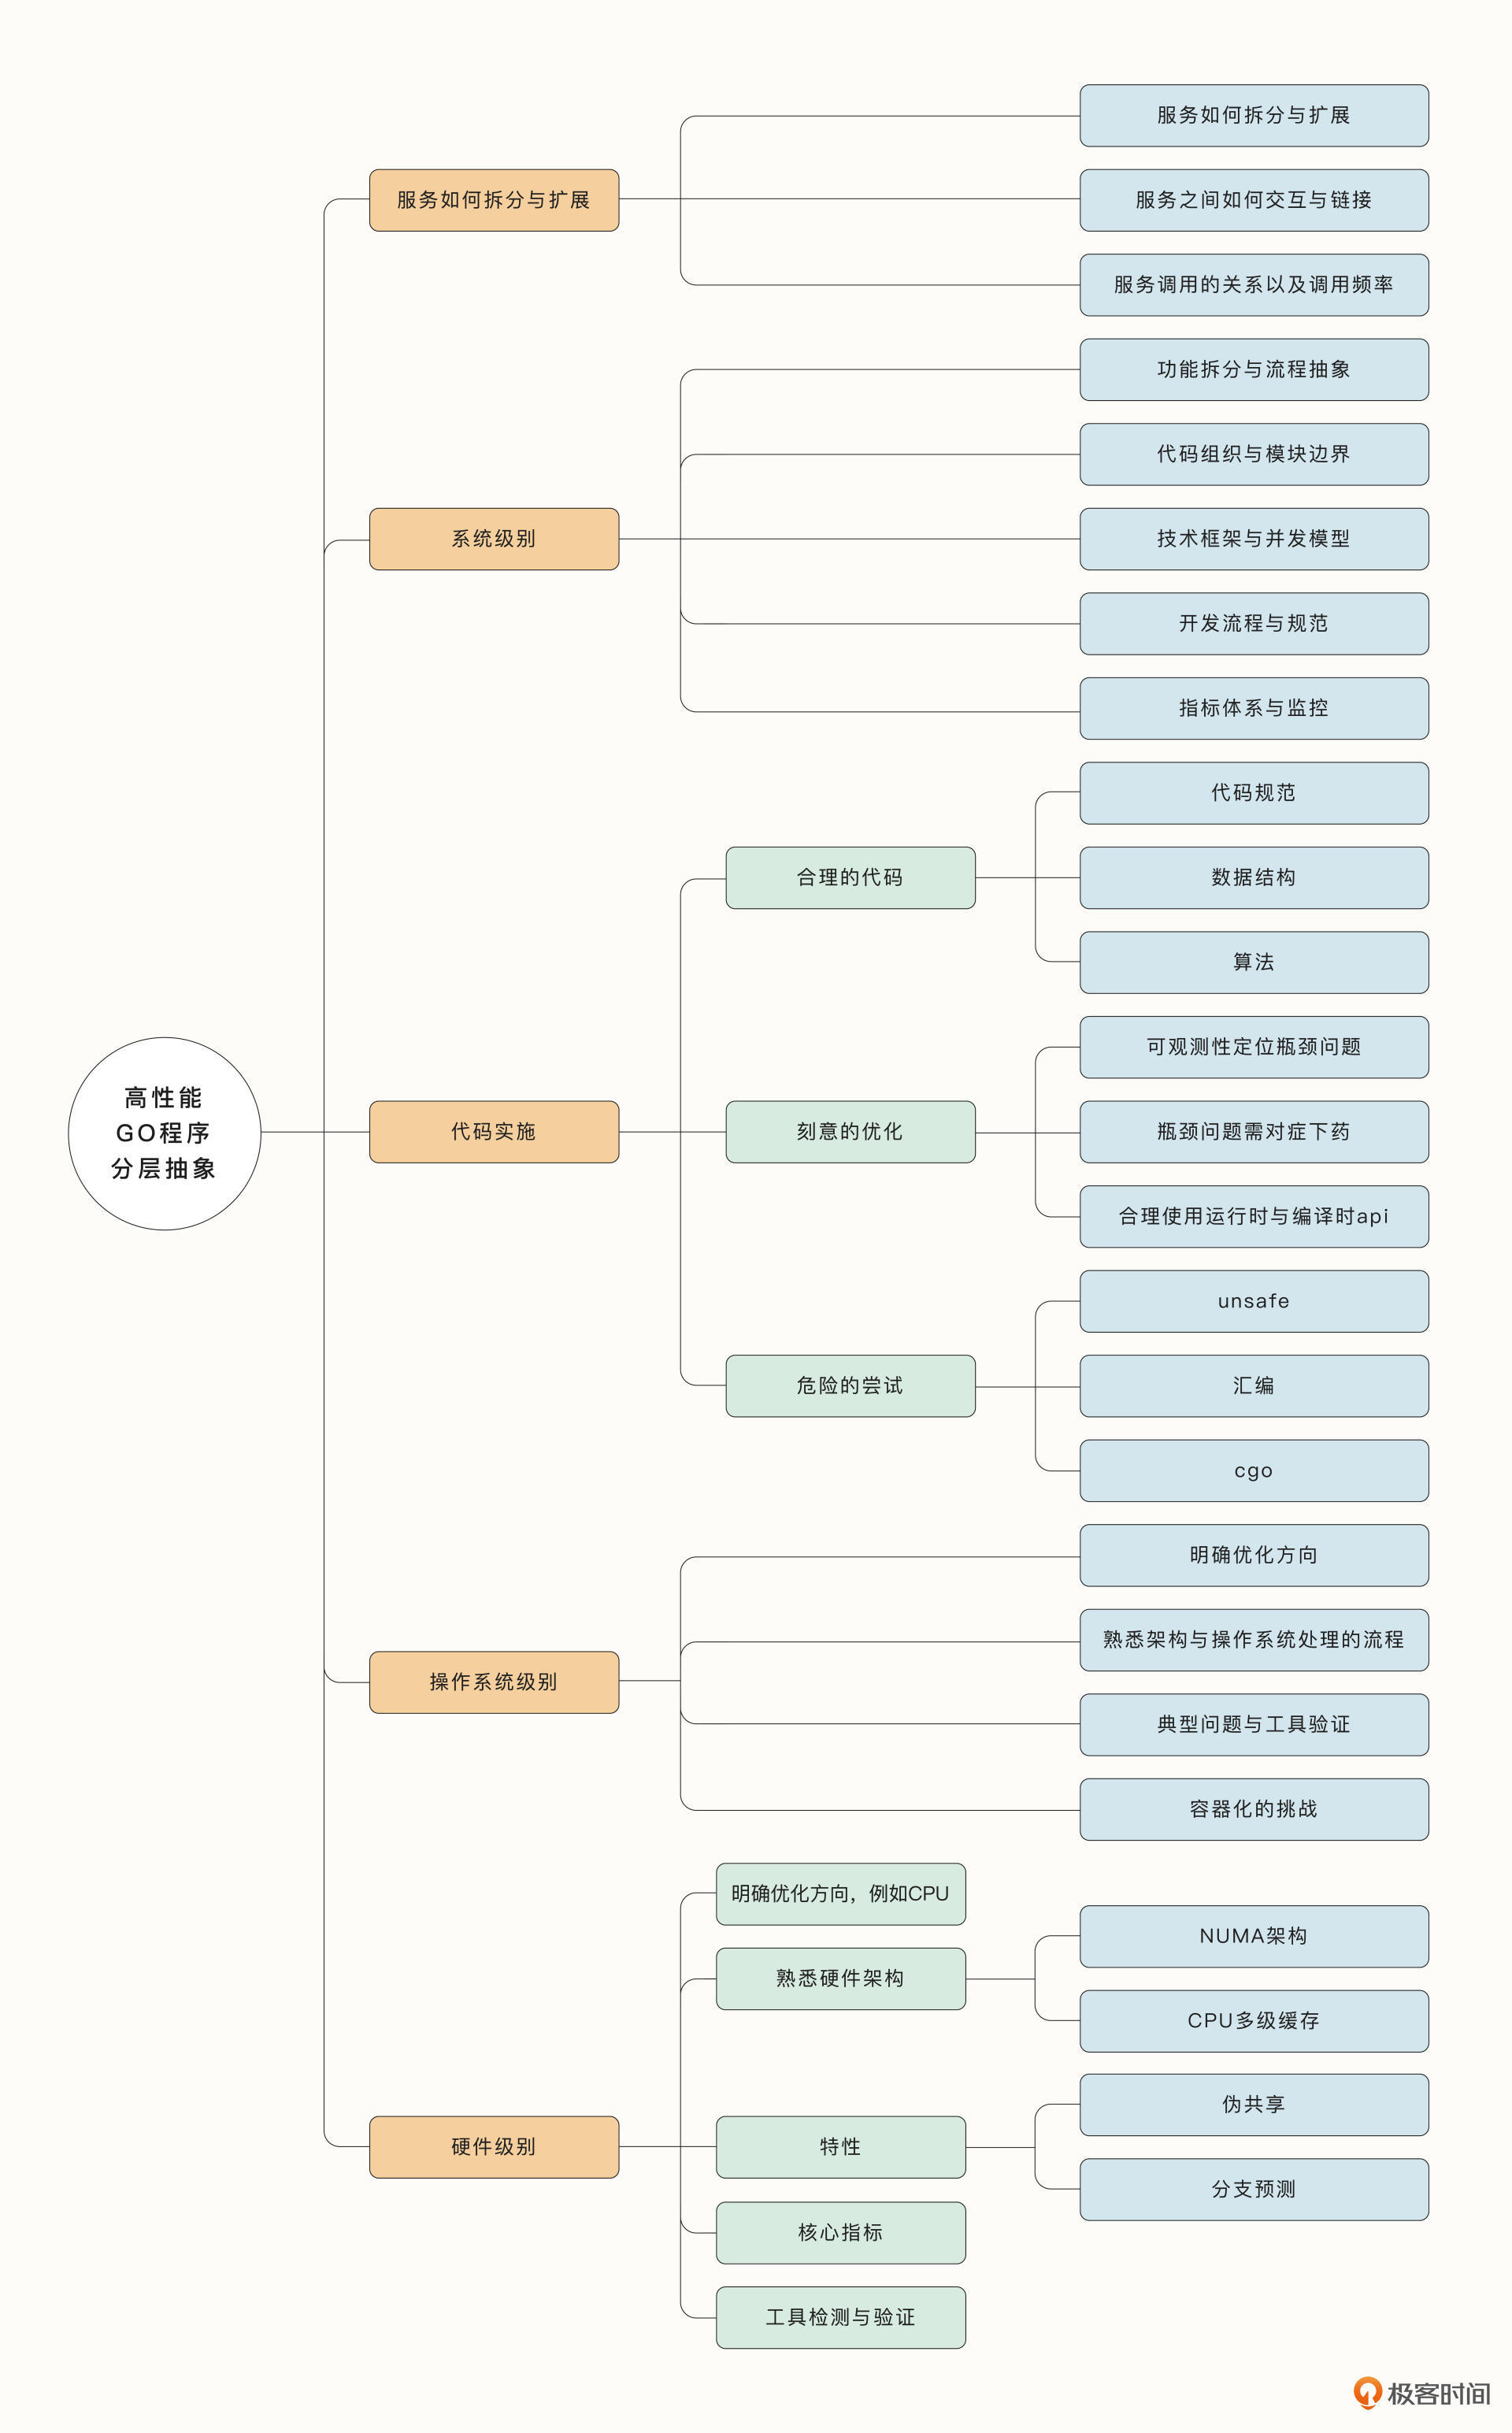 高性能
GO程序
分层抽象
服务如何拆分与扩展
服务如何拆分与扩展
服务之间如何交互与链接
服务调用的关系以及调用频率
系统级别
功能拆分与流程抽象
代码组织与模块边界
技术框架与并发模型
开发流程与规范
指标体系与监控
代码实施
合理的代码
代码规范
数据结构
算法
刻意的优化
可观测性定位瓶颈问题
瓶颈问题需对症下药
合理使用运行时与编译时api
危险的尝试
unsafe
汇编
cgo
操作系统级别
明确优化方向
熟悉架构与操作系统处理的流程
典型问题与工具验证
容器化的挑战
硬件级别
明确优化方向，例如CPU
熟悉硬件架构
NUMA架构
CPU多级缓存
特性
伪共享
分支预测
核心指标
工具检测与验证
极客时间